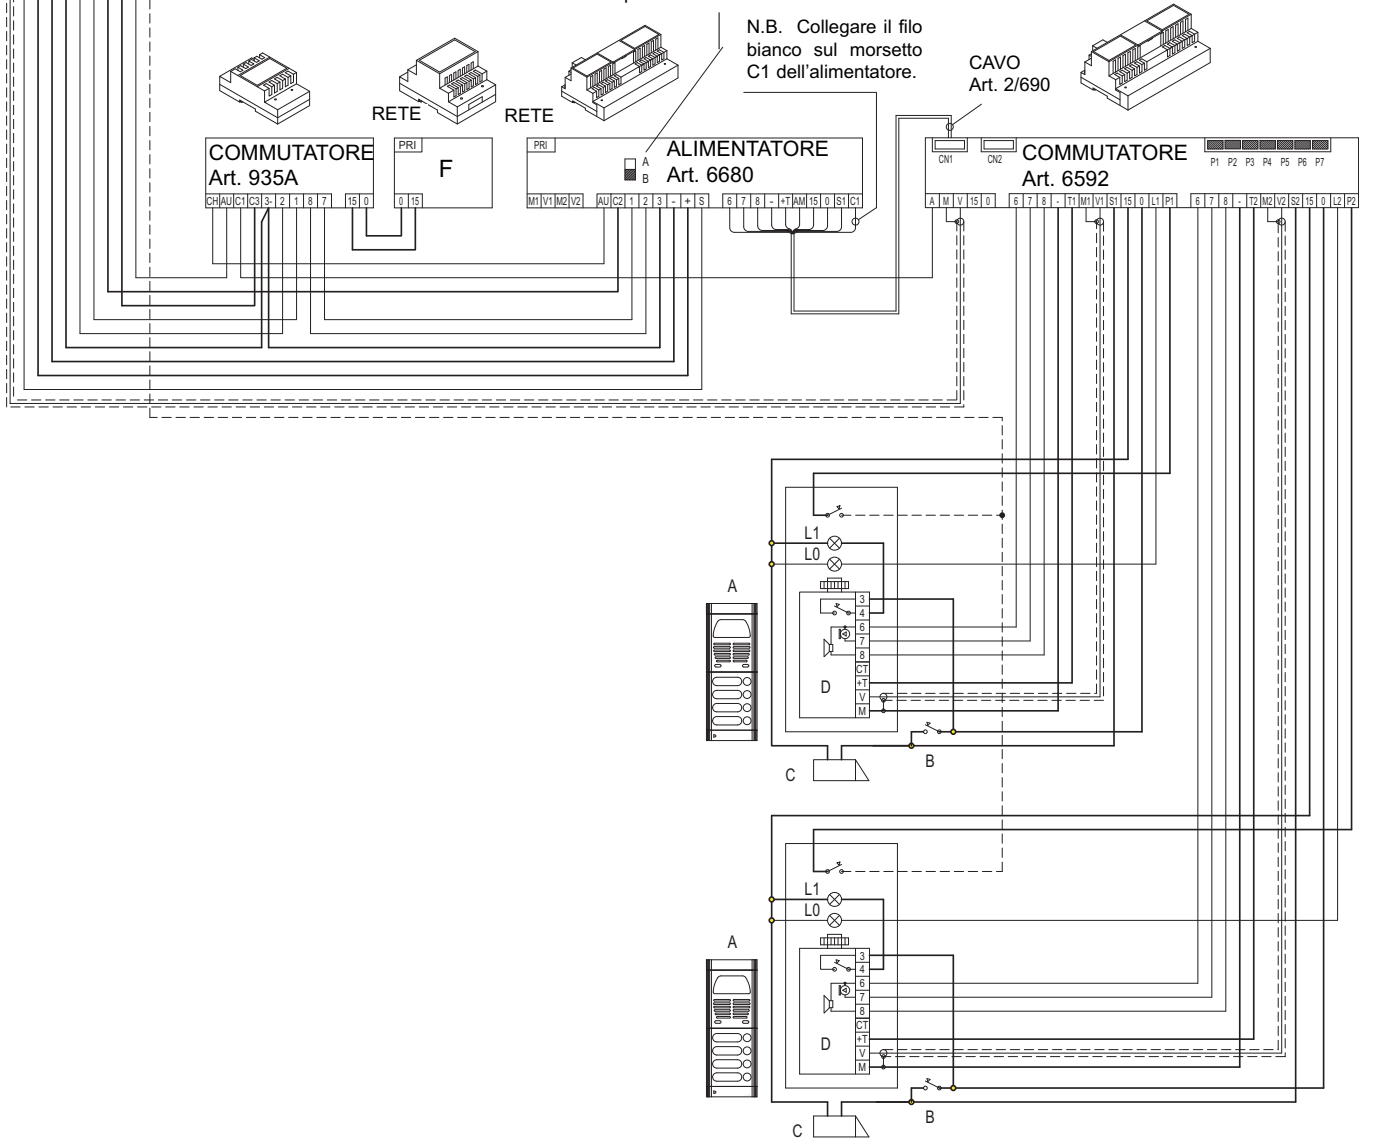 N.B. Collegare il filo
bianco sul morsetto
C1 dell'alimentatore.
CAVO
Art. 2/690
RETE
RETE
COMMUTATORE
Art. 935A
PRI
F
PRI
A
B
ALIMENTATORE
Art. 6680
CN1
CN2
COMMUTATORE
Art. 6592
P1 P2 P3 P4 P5 P6 P7
CH AU C1 C3 3- 2 1 8 7 15 0
0 15
M1 V1 M2 V2 AU C2 1 2 3 - + S 6 7 8 - +T AM 15 0 S1 C1
A M V 15 0 6 7 8 - T1 M1 V1 S1 15 0 L1 P1 6 7 8 - T2 M2 V2 S2 15 0 L2 P2
L1
L0
A
3
4
6
7
8
CT
+T
V
M
D
B
C
L1
L0
A
3
4
6
7
8
CT
+T
V
M
D
B
C